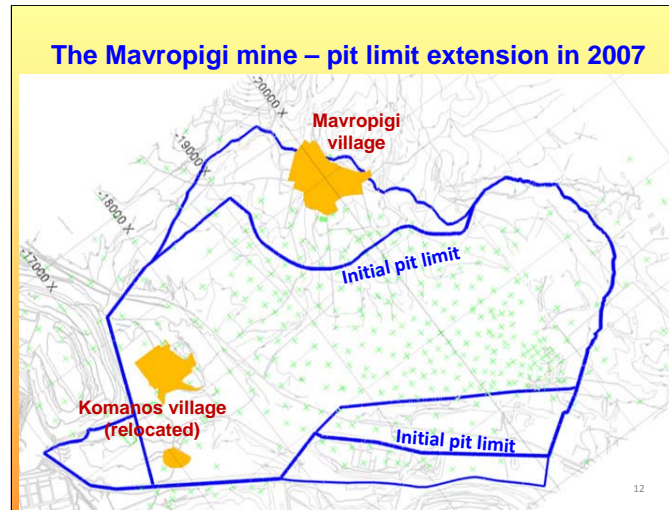 The Mavropigi mine – pit limit extension in 2007
-20000 X
Mavropigi
village
-19000 X
-18000 X
Initial pit limit
-17000 X
Komanos village
(relocated)
Initial pit limit
12